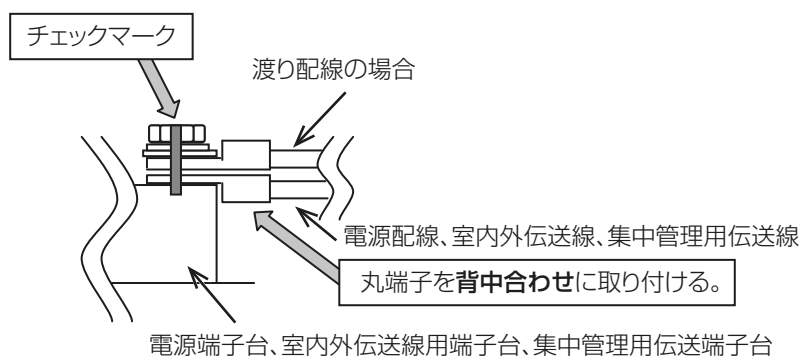 チェックマーク
渡り配線の場合
電源配線、室内外伝送線、集中管理用伝送線
丸端子を背中合わせに取り付ける。
電源端子台、室内外伝送線用端子台、集中管理用伝送端子台